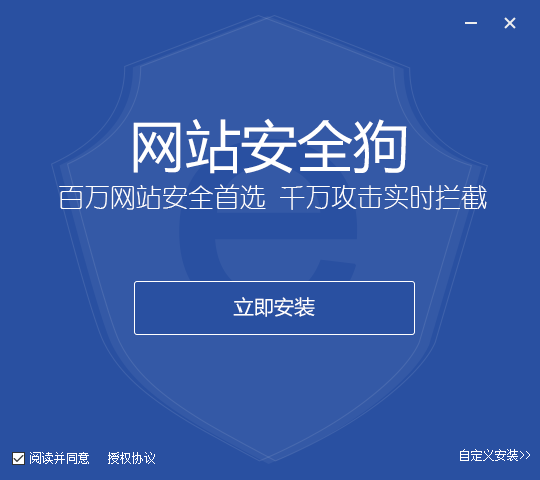 网站安全狗
百万网站安全首选 千万攻击实时拦截
立即安装
阅读并同意 授权协议
自定义安装>>